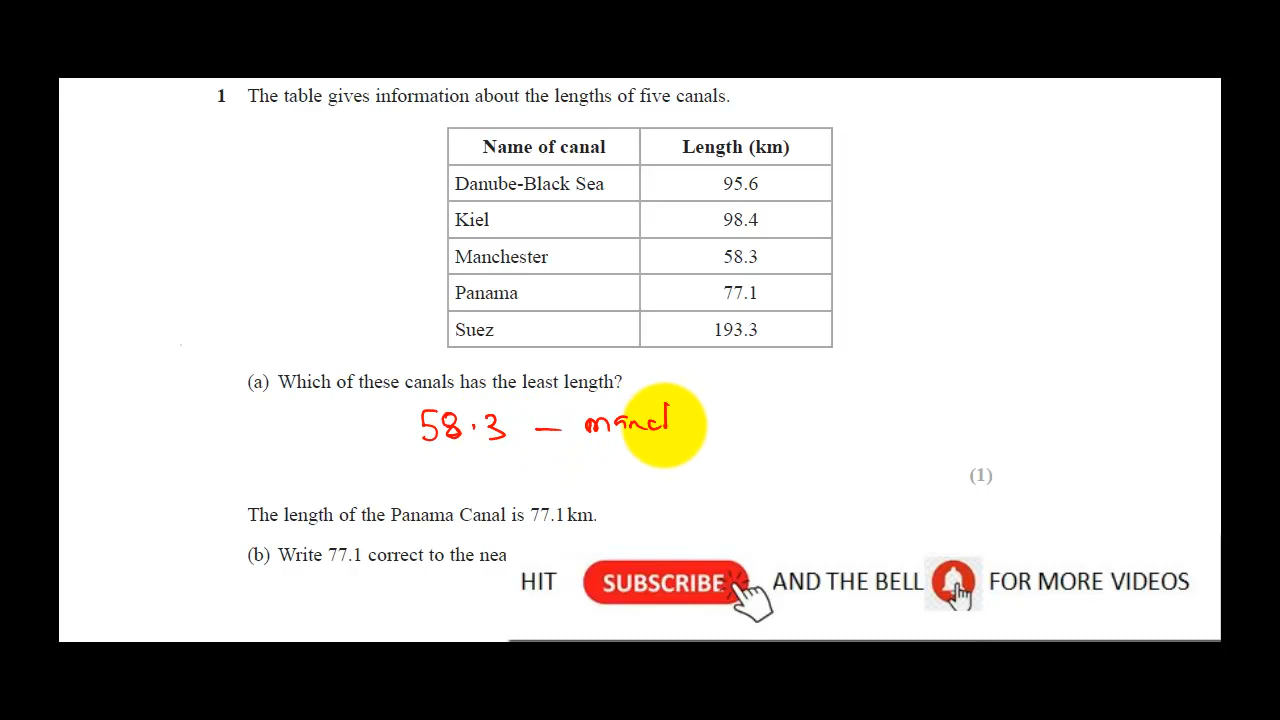 1 The table gives information about the lengths of five canals.
Name of canal Length (km)
Danube-Black Sea 95.6
Kiel 98.4
Manchester 58.3
Panama 77.1
Suez 193.3
(a) Which of these canals has the least length?
58.3 – mancl
(1)
The length of the Panama Canal is 77.1 km.
(b) Write 77.1 correct to the nea
HIT SUBSCRIBE AND THE BELL FOR MORE VIDEOS